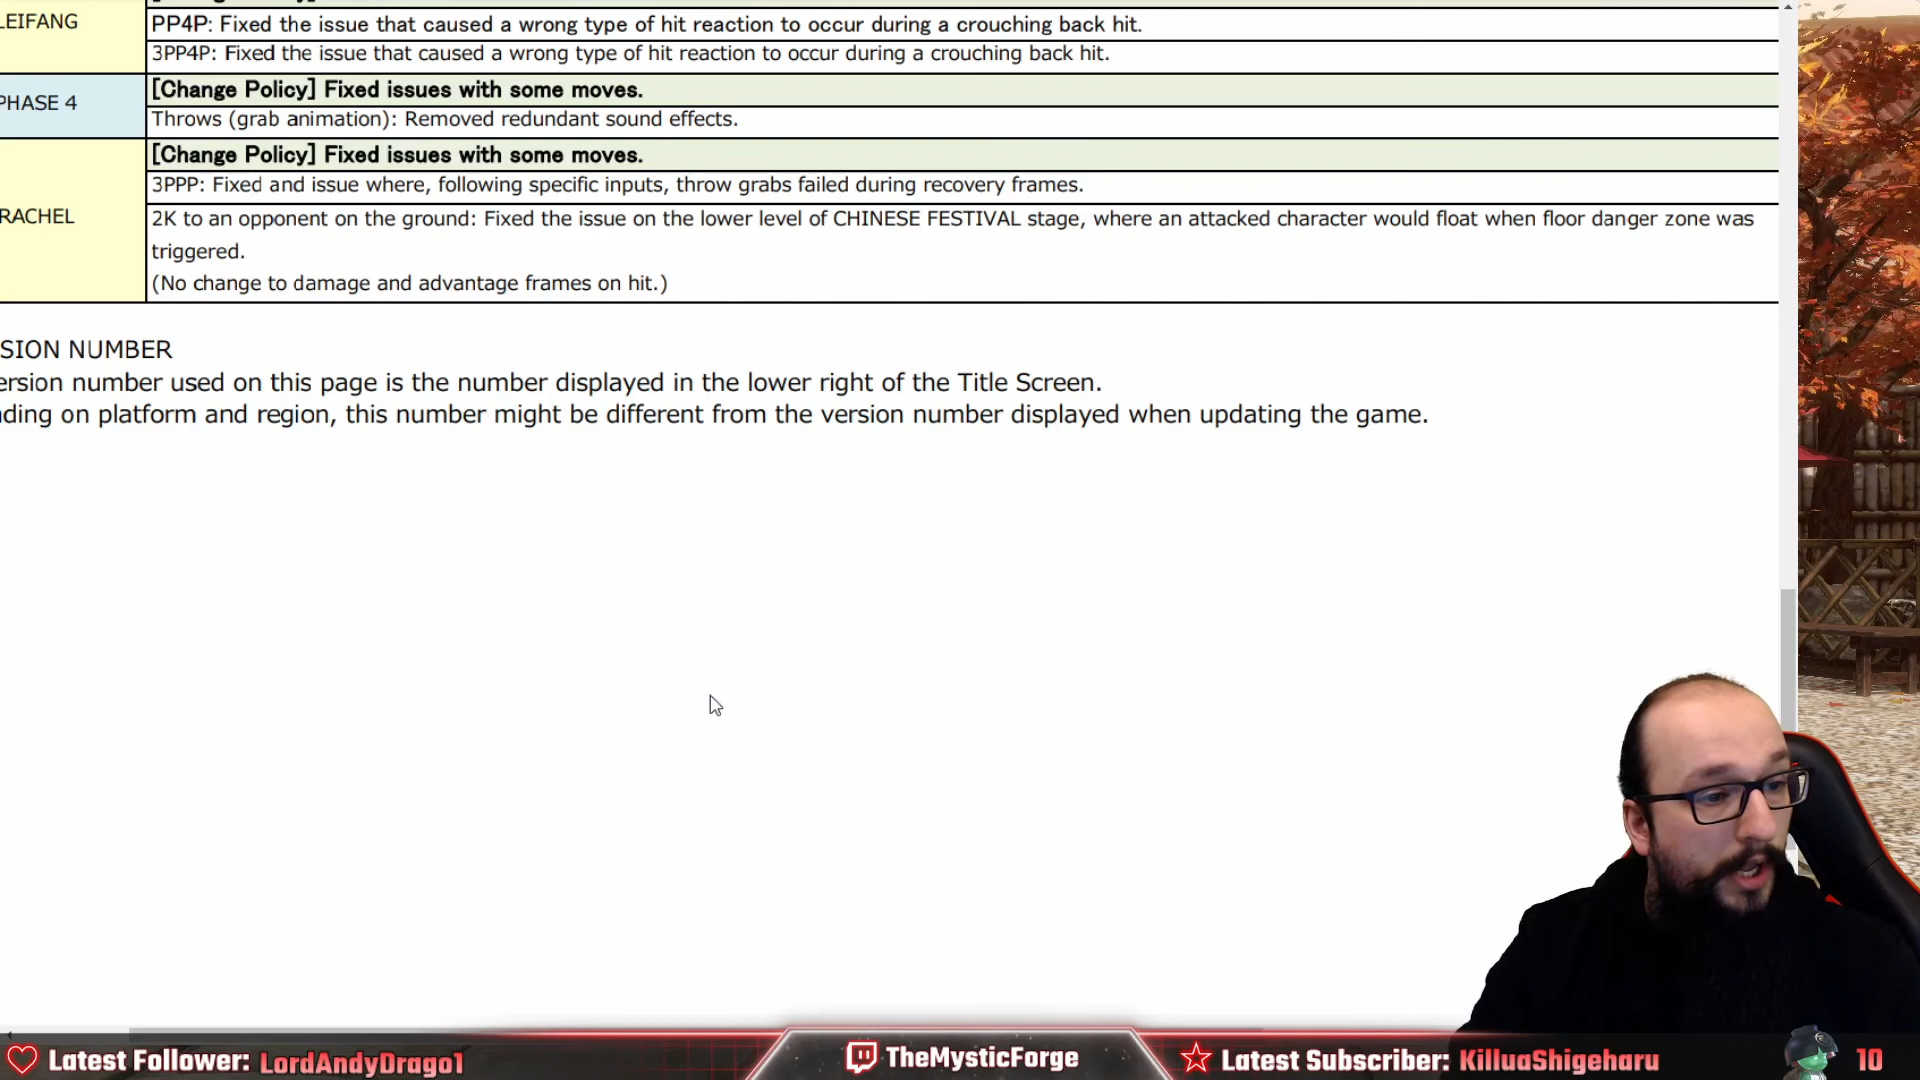 LEIFANG
PP4P: Fixed the issue that caused a wrong type of hit reaction to occur during a crouching back hit.
3PP4P: Fixed the issue that caused a wrong type of hit reaction to occur during a crouching back hit.
PHASE 4
[Change Policy] Fixed issues with some moves.
Throws (grab animation): Removed redundant sound effects.
RACHEL
[Change Policy] Fixed issues with some moves.
3PPP: Fixed and issue where, following specific inputs, throw grabs failed during recovery frames.
2K to an opponent on the ground: Fixed the issue on the lower level of CHINESE FESTIVAL stage, where an attacked character would float when floor danger zone was
triggered.
(No change to damage and advantage frames on hit.)
SION NUMBER
ersion number used on this page is the number displayed in the lower right of the Title Screen.
ding on platform and region, this number might be different from the version number displayed when updating the game.
Latest Follower: LordAndyDrago1
TheMysticForge
Latest Subscriber: KilluaShigeharu
10